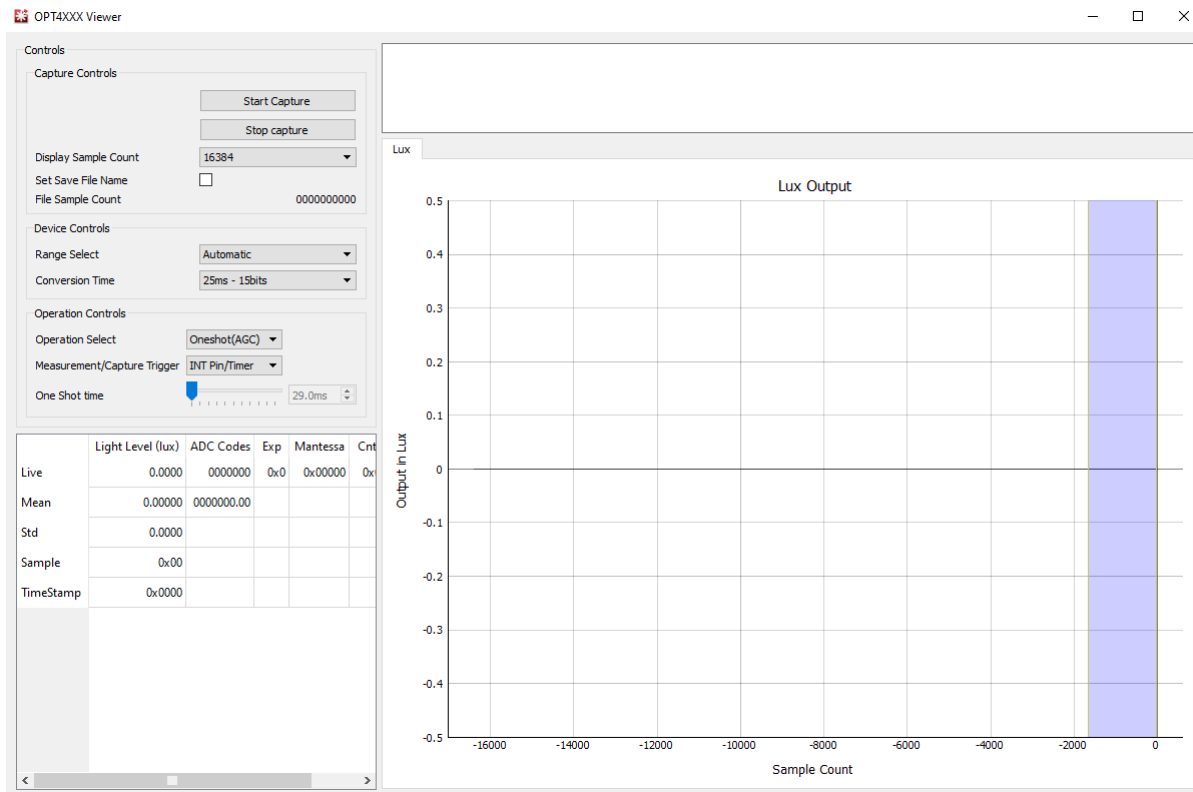 OPT4XXX Viewer
Controls
Capture Controls
Start Capture
Stop capture
Display Sample Count 16384
Set Save File Name
File Sample Count 0000000000
Device Controls
Range Select Automatic
Conversion Time 25ms - 15bits
Operation Controls
Operation Select Oneshot(AGC)
Measurement/Capture Trigger INT Pin/Timer
One Shot time 29.0ms
Light Level (lux) ADC Codes Exp Mantessa Cnt
Live 0.0000 0000000 0x0 0x00000 0x
Mean 0.00000 0000000.00
Std 0.0000
Sample 0x00
TimeStamp 0x0000
Lux
Lux Output
0.5
0.4
0.3
0.2
0.1
0
-0.1
-0.2
-0.3
-0.4
-0.5
Output in Lux
-16000 -14000 -12000 -10000 -8000 -6000 -4000 -2000 0
Sample Count